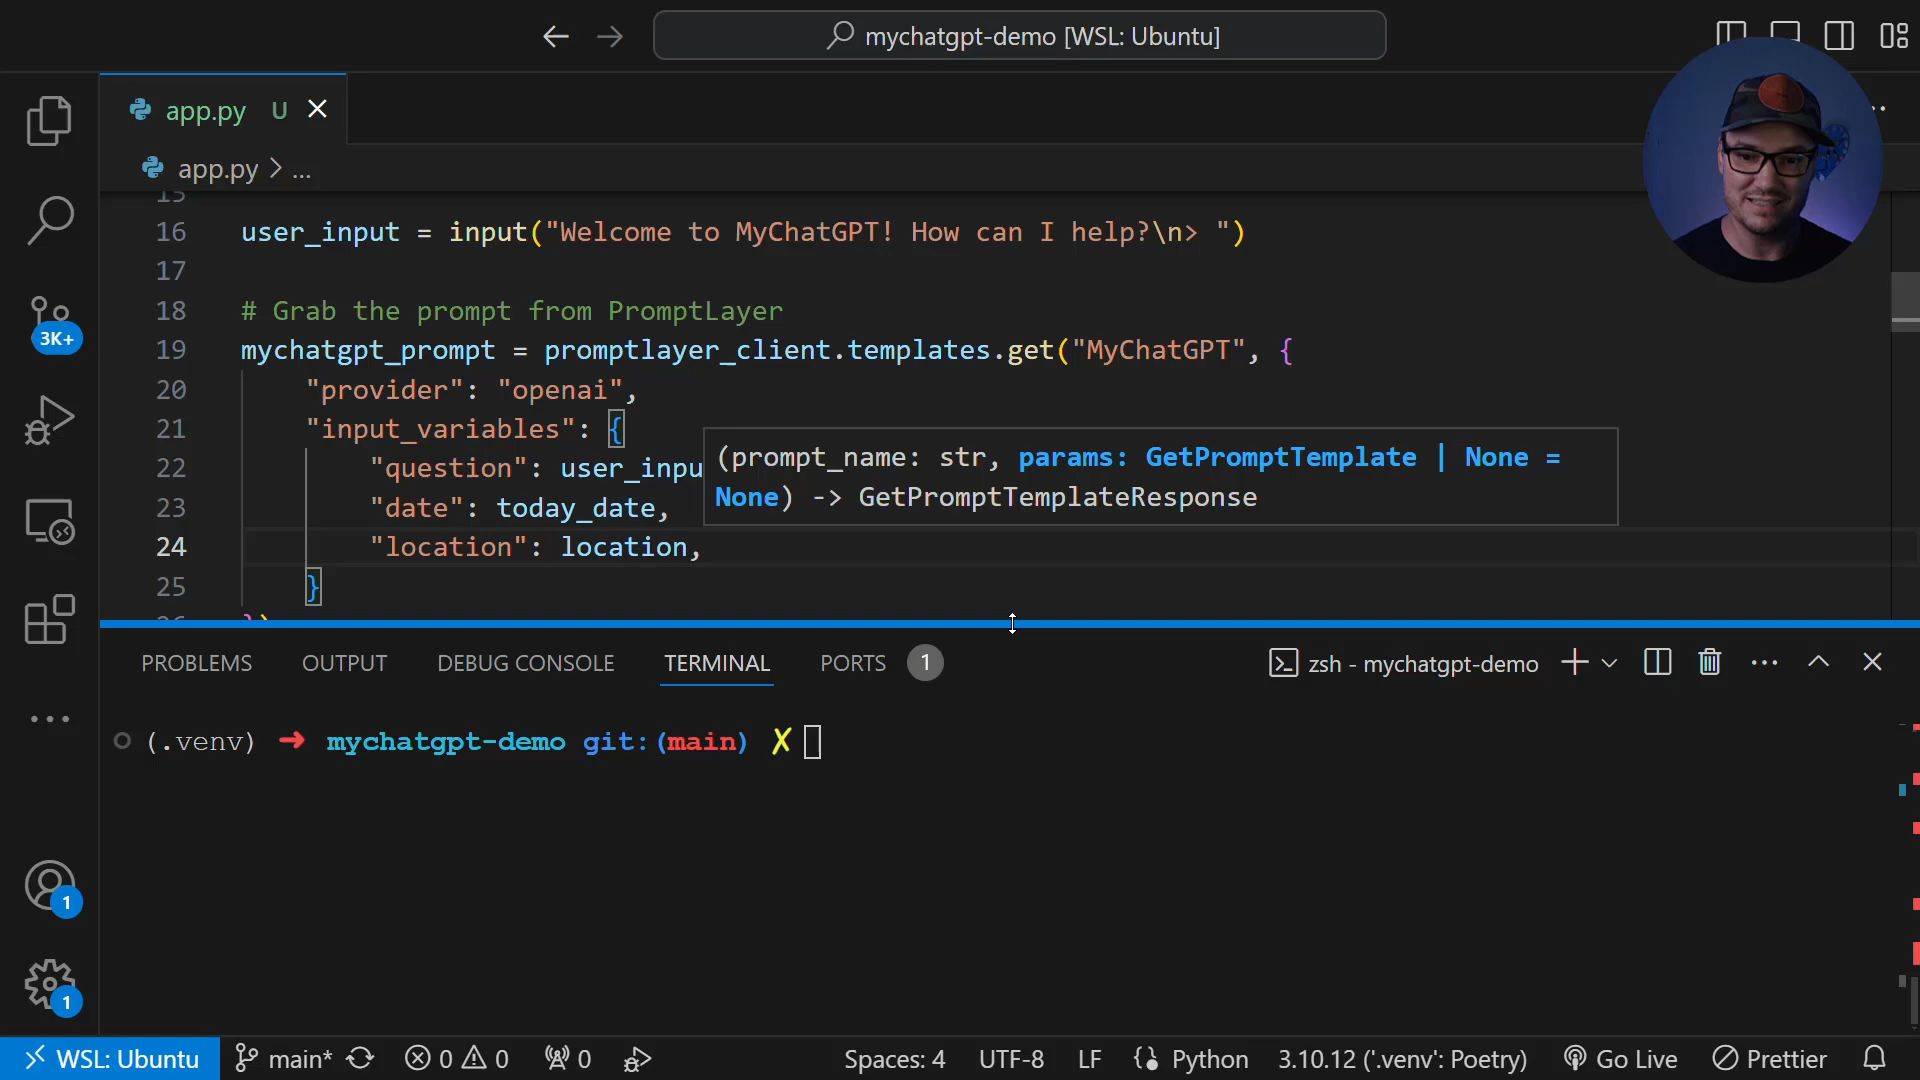 mychatgpt-demo [WSL: Ubuntu]
app.py U
app.py > ...
15
16 user_input = input("Welcome to MyChatGPT! How can I help?\n> ")
17
18 # Grab the prompt from PromptLayer
19 mychatgpt_prompt = promptlayer_client.templates.get("MyChatGPT", {
20 "provider": "openai",
21 "input_variables": {
(prompt_name: str, params: GetPromptTemplate | None =
22 "question": user_inpu
None) -> GetPromptTemplateResponse
23 "date": today_date,
24 "location": location,
25 }
26 })
3K+
PROBLEMS OUTPUT DEBUG CONSOLE TERMINAL PORTS 1 zsh - mychatgpt-demo
(.venv) ➜ mychatgpt-demo git:(main) ✗
1
1
WSL: Ubuntu main* 0 0 0 Spaces: 4 UTF-8 LF Python 3.10.12 ('.venv': Poetry) Go Live Prettier